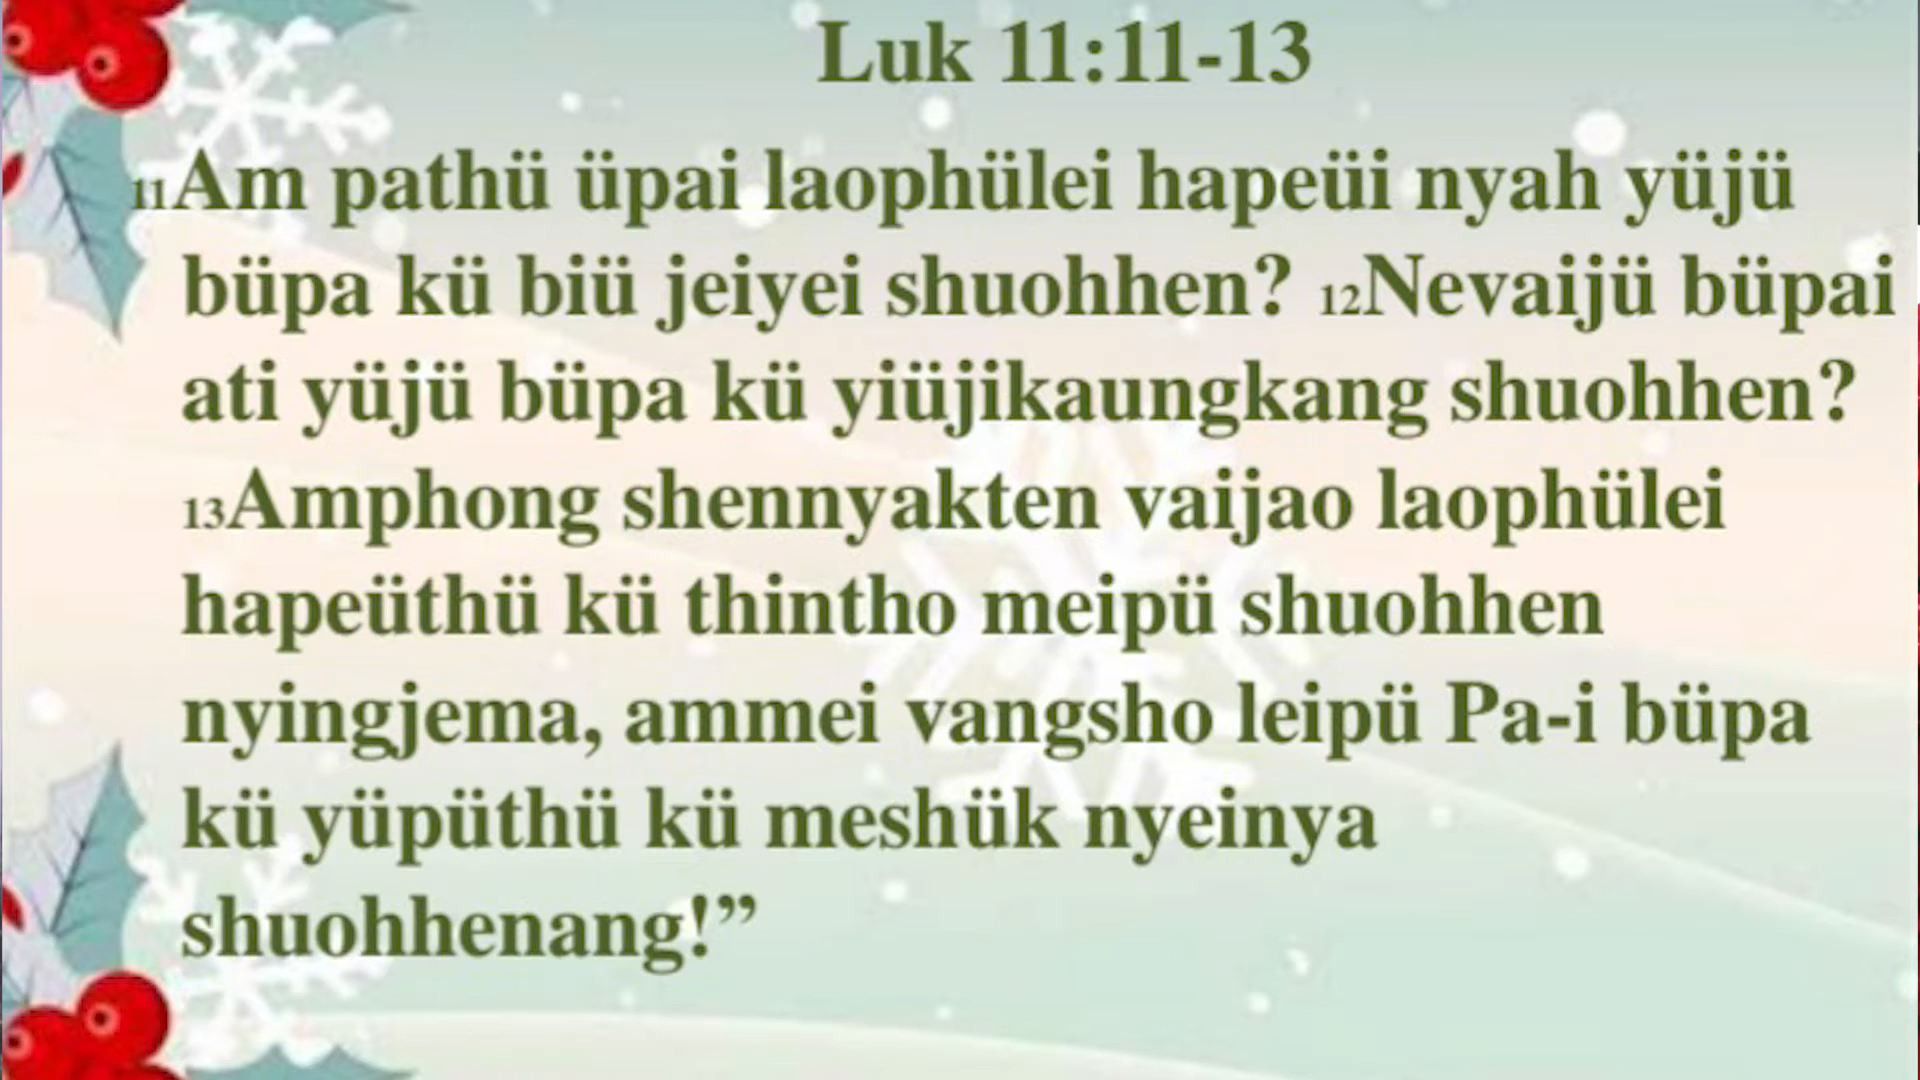 Luk 11:11-13
11Am pathü üpai laophülei hapeüi nyah yüjü
büpa kü biü jeiyei shuohhen? 12Nevaijü büpai
ati yüjü büpa kü yiüjikaungkang shuohhen?
13Amphong shennyakten vaijao laophülei
hapeüthü kü thintho meipü shuohhen
nyingjema, ammei vangsho leipü Pa-i büpa
kü yüpüthü kü meshük nyeinya
shuohhenang!”